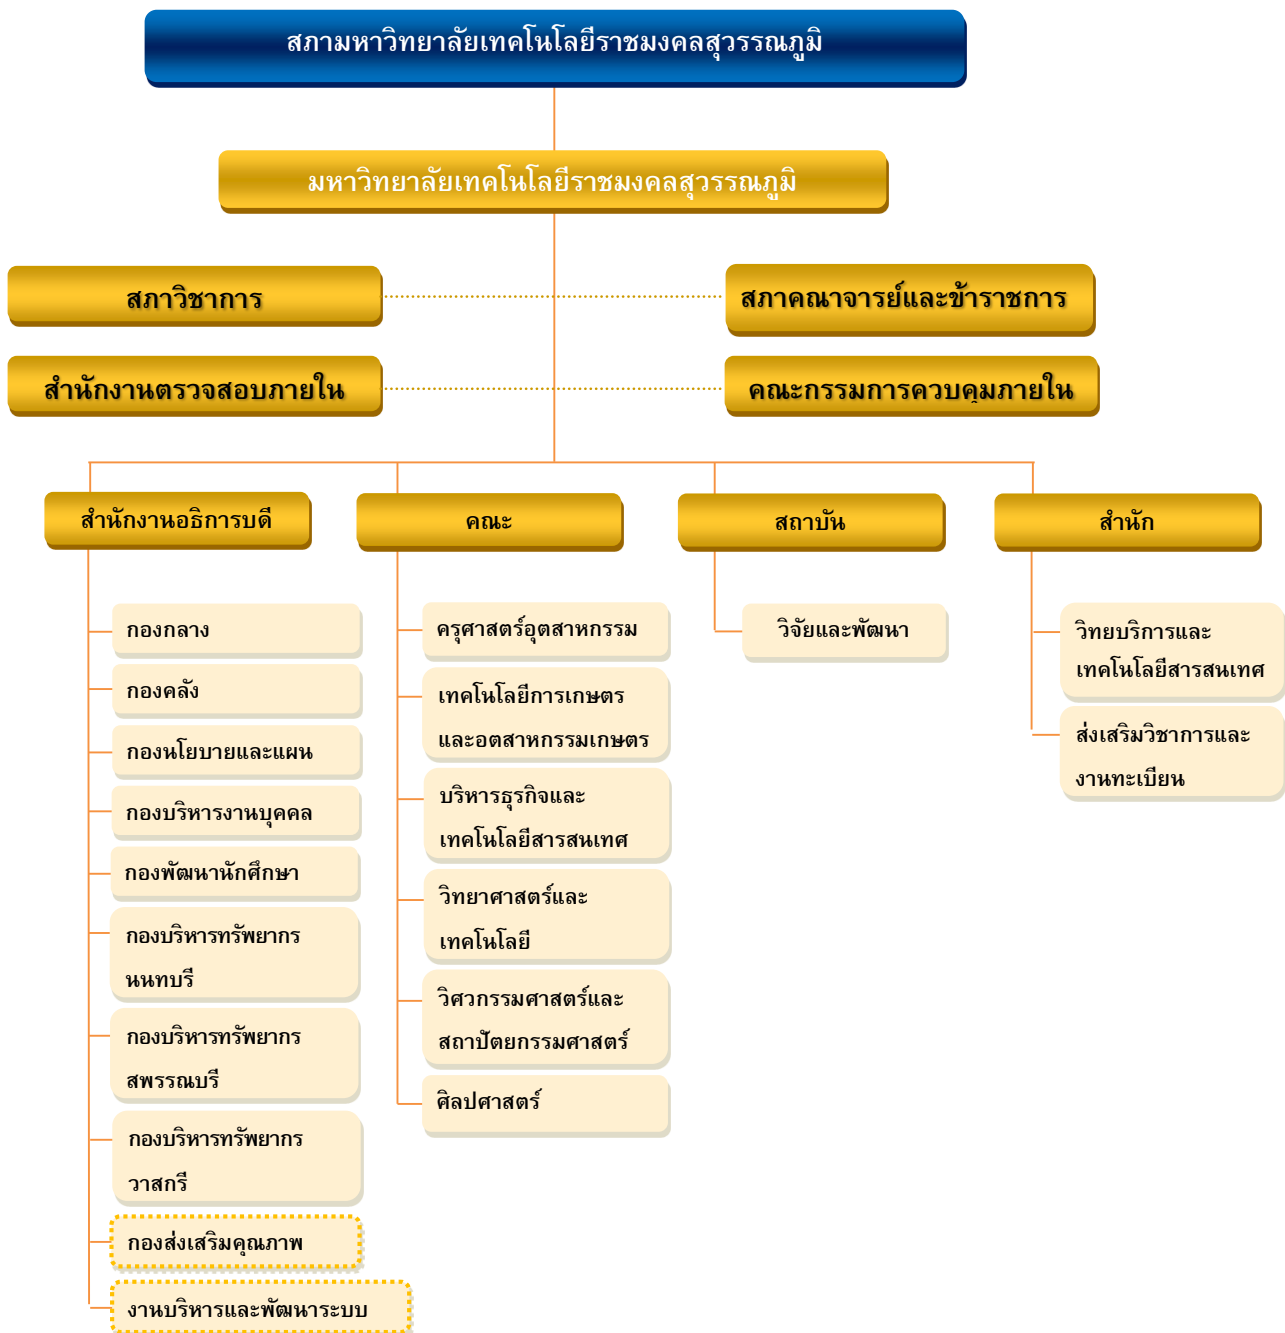 สภามหาวิทยาลัยเทคโนโลยีราชมงคลสุวรรณภูมิ
มหาวิทยาลัยเทคโนโลยีราชมงคลสุวรรณภูมิ
สภาวิชาการ
สภาคณาจารย์และข้าราชการ
สำนักงานตรวจสอบภายใน
คณะกรรมการควบคุมภายใน
สำนักงานอธิการบดี
กองกลาง
กองคลัง
กองนโยบายและแผน
กองบริหารงานบุคคล
กองพัฒนานักศึกษา
กองบริหารทรัพยากร
นนทบรี
กองบริหารทรัพยากร
สพรรณบรี
กองบริหารทรัพยากร
วาสกรี
กองส่งเสริมคุณภาพ
งานบริหารและพัฒนาระบบ
คณะ
ครุศาสตร์อุตสาหกรรม
เทคโนโลยีการเกษตร
และอตสาหกรรมเกษตร
บริหารธุรกิจและ
เทคโนโลยีสารสนเทศ
วิทยาศาสตร์และ
เทคโนโลยี
วิศวกรรมศาสตร์และ
สถาปัตยกรรมศาสตร์
ศิลปศาสตร์
สถาบัน
วิจัยและพัฒนา
สำนัก
วิทยบริการและ
เทคโนโลยีสารสนเทศ
ส่งเสริมวิชาการและ
งานทะเบียน